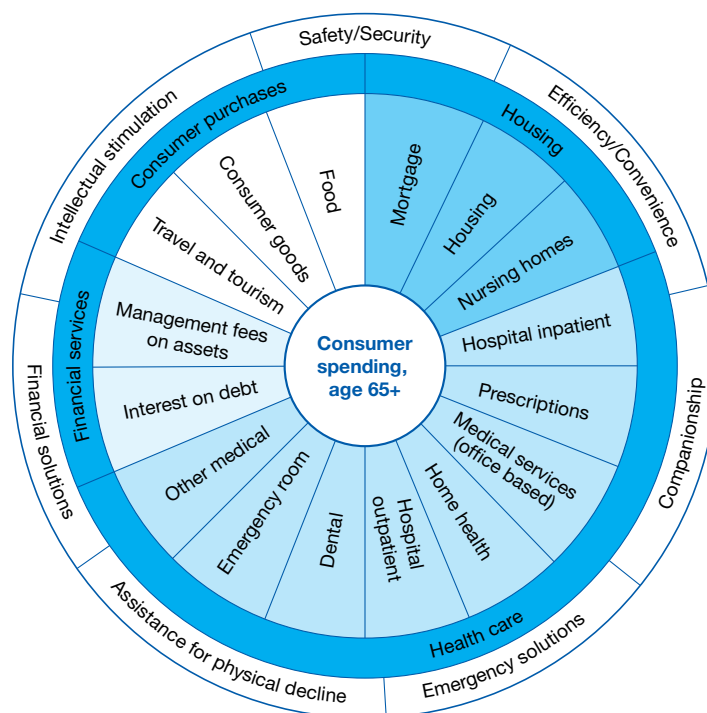 Safety/Security
Efficiency/Convenience
Companionship
Emergency solutions
Assistance for physical decline
Financial solutions
Intellectual stimulation
Consumer purchases
Housing
Health care
Financial services
Mortgage
Housing
Nursing homes
Hospital inpatient
Prescriptions
Medical services
(office based)
Home health
Hospital
outpatient
Dental
Emergency room
Other medical
Interest on debt
Management fees
on assets
Travel and tourism
Consumer goods
Food
Consumer
spending,
age 65+